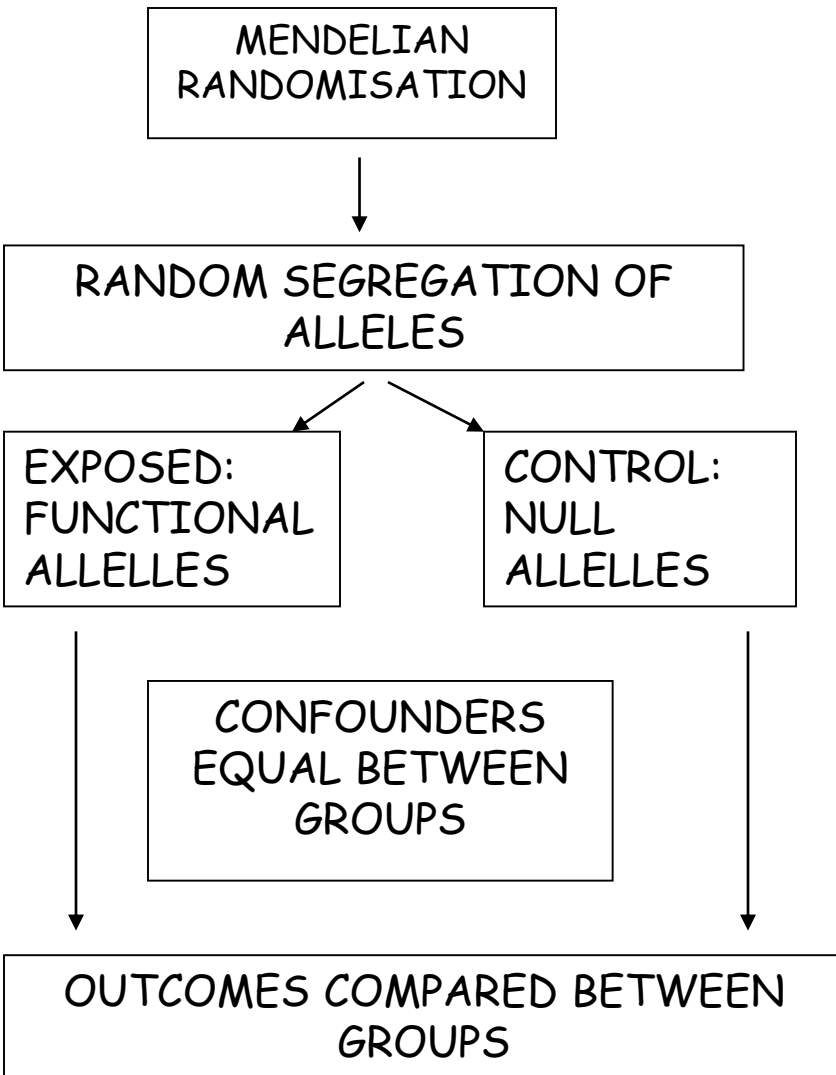 MENDELIAN
RANDOMISATION
RANDOM SEGREGATION OF
ALLELES
EXPOSED:
FUNCTIONAL
ALLELLES
CONTROL:
NULL
ALLELLES
CONFOUNDERS
EQUAL BETWEEN
GROUPS
OUTCOMES COMPARED BETWEEN
GROUPS